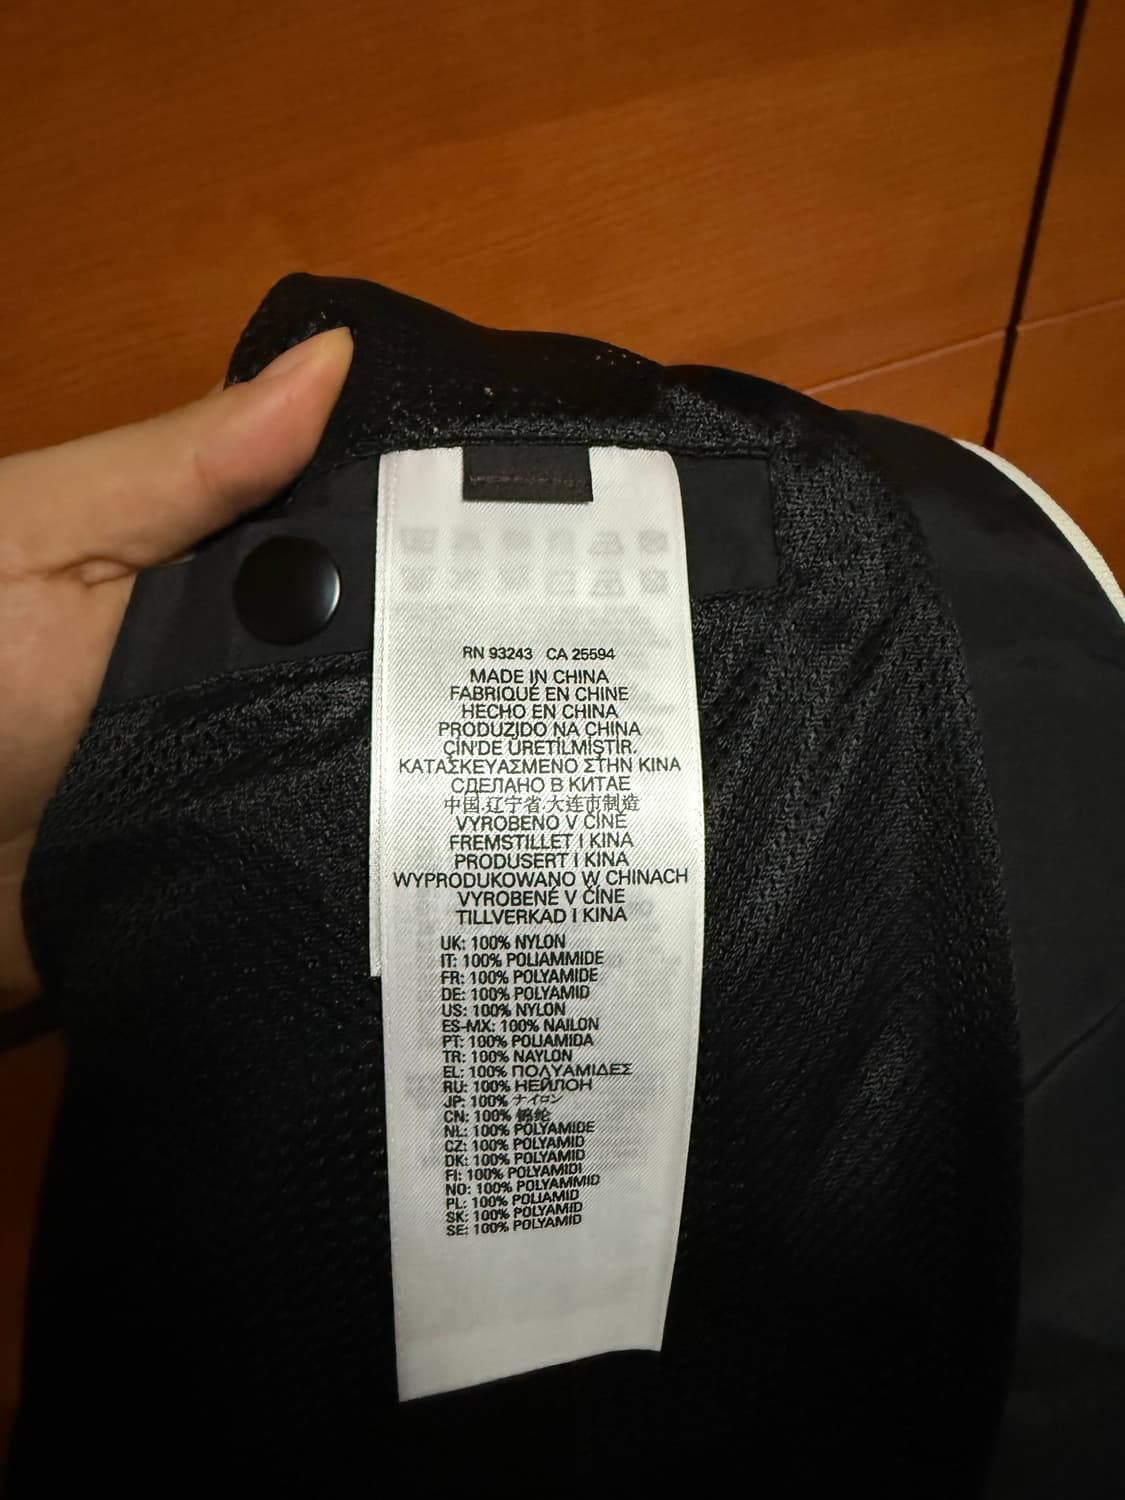 RN 93243 CA 25594
MADE IN CHINA
FABRIQUÉ EN CHINE
HECHO EN CHINA
PRODUZIDO NA CHINA
ÇİN'DE ÜRETİLMİŞTİR.
ΚΑΤΑΣΚΕΥΑΣΜΕΝΟ ΣΤΗΝ ΚΙΝΑ
СДЕЛАНО В КИТАЕ
中国.辽宁省.大连市制造
VYROBENO V ČÍNĚ
FREMSTILLET I KINA
PRODUSERT I KINA
WYPRODUKOWANO W CHINACH
VYROBENÉ V ČÍNE
TILLVERKAD I KINA
UK: 100% NYLON
IT: 100% POLIAMMIDE
FR: 100% POLYAMIDE
DE: 100% POLYAMID
US: 100% NYLON
ES-MX: 100% NAILON
PT: 100% POLIAMIDA
TR: 100% NAYLON
EL: 100% ΠΟΛΥΑΜΙΔΕΣ
RU: 100% НЕЙЛОН
JP: 100% ナイロン
CN: 100% 锦纶
NL: 100% POLYAMIDE
CZ: 100% POLYAMID
DK: 100% POLYAMID
FI: 100% POLYAMIDI
NO: 100% POLYAMMID
PL: 100% POLIAMID
SK: 100% POLYAMID
SE: 100% POLYAMID